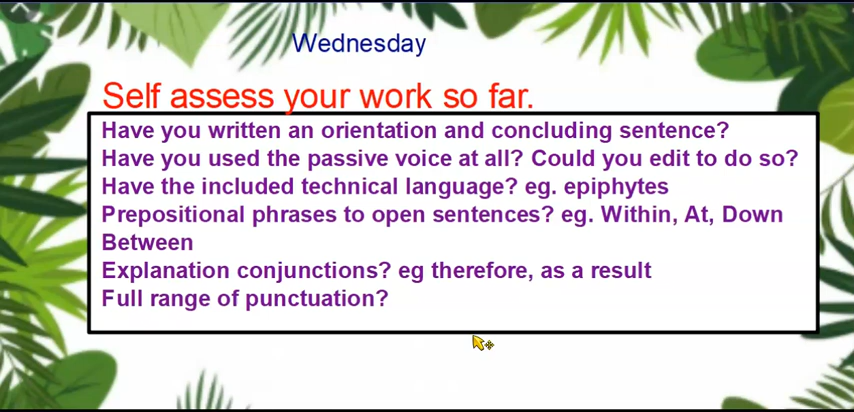 Wednesday
Self assess your work so far.
Have you written an orientation and concluding sentence?
Have you used the passive voice at all? Could you edit to do so?
Have the included technical language? eg. epiphytes
Prepositional phrases to open sentences? eg. Within, At, Down
Between
Explanation conjunctions? eg therefore, as a result
Full range of punctuation?